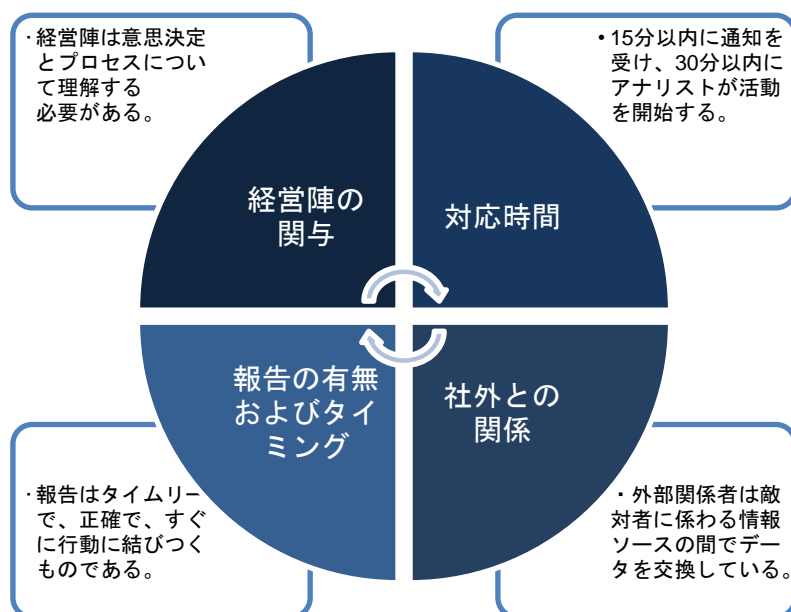 ・経営陣は意思決定
とプロセスについ
て理解する
必要がある。
• 15分以内に通知を
受け、30分以内に
アナリストが活動
を開始する。
経営陣の
関与
対応時間
報告の有無
およびタイ
ミング
社外との
関係
・報告はタイムリー
で、正確で、すぐ
に行動に結びつく
ものである。
・外部関係者は敵
対者に係わる情報
ソースの間でデー
タを交換している。